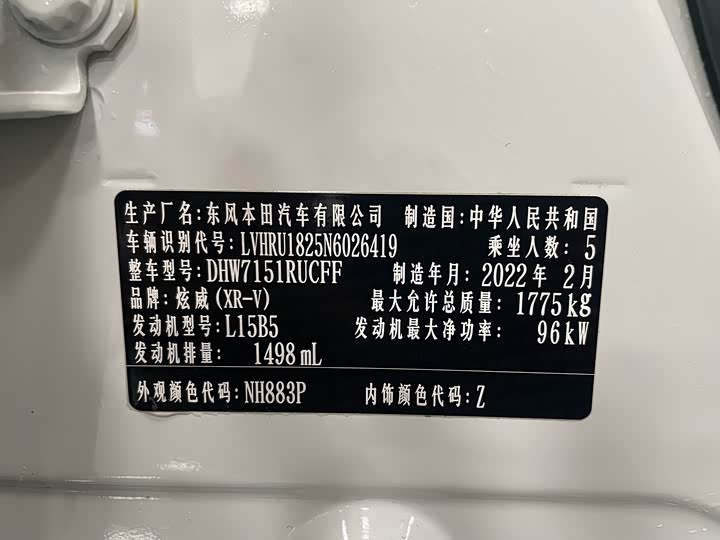 生产厂名:东风本田汽车有限公司 制造国:中华人民共和国
车辆识别代号:LVHRU1825N6026419 乘坐人数:5
整车型号:DHW7151RUCFF 制造年月:2022年2月
品牌:炫威(XR-V) 最大允许总质量:1775kg
发动机型号:L15B5 发动机最大净功率:96kW
发动机排量:1498mL
外观颜色代码:NH883P 内饰颜色代码:Z